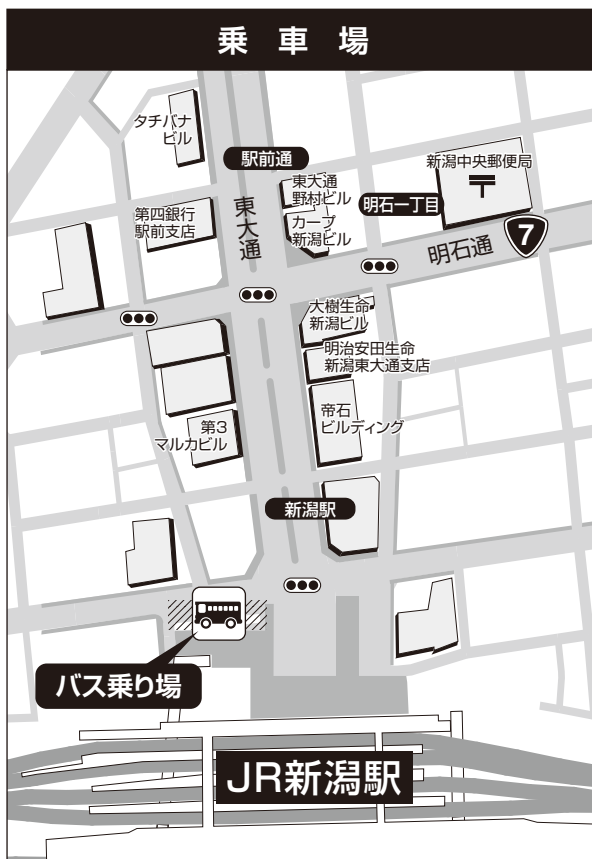 乗車場
タチバナ
ビル
駅前通
東大通
野村ビル
新潟中央郵便局
〒
明石一丁目
第四銀行
駅前支店
東大通
カープ
新潟ビル
明石通
7
大樹生命
新潟ビル
明治安田生命
新潟東大通支店
第3
マルカビル
帝石
ビルディング
新潟駅
バス乗り場
JR新潟駅